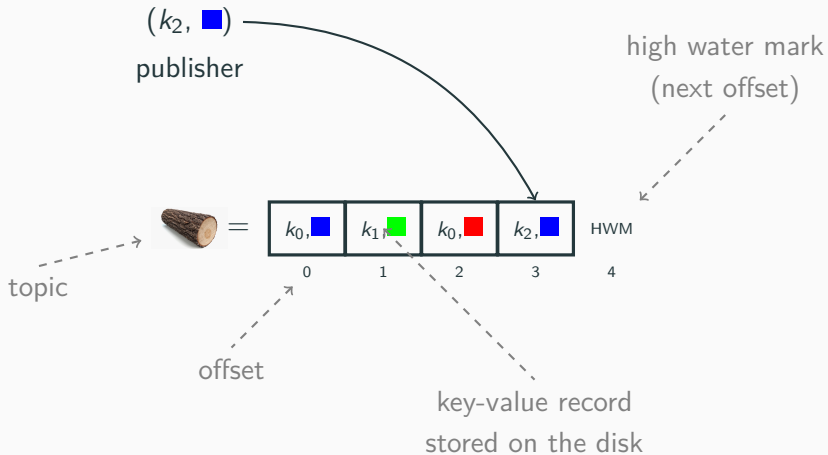 (k₂, )
publisher
high water mark
(next offset)
= k₀, k₁, k₀, k₂, HWM
0 1 2 3 4
topic
offset
key-value record
stored on the disk